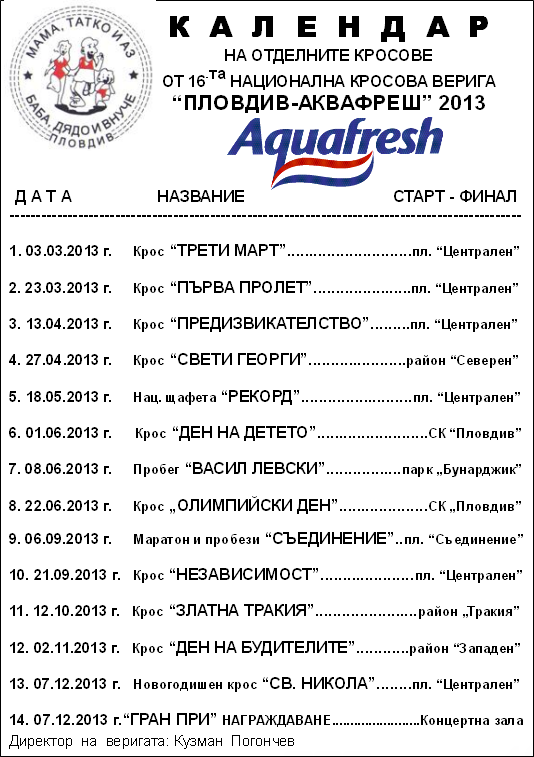 МАМА, ТАТКО И АЗ
БАБА, ДЯДО И ВНУЧЕ
ПЛОВДИВ
КАЛЕНДАР
НА ОТДЕЛНИТЕ КРОСОВЕ
ОТ 16-та НАЦИОНАЛНА КРОСОВА ВЕРИГА
“ПЛОВДИВ-АКВАФРЕШ” 2013
Aquafresh
ДАТА НАЗВАНИЕ СТАРТ - ФИНАЛ
1. 03.03.2013 г. Крос “ТРЕТИ МАРТ”............................пл. “Централен”
2. 23.03.2013 г. Крос “ПЪРВА ПРОЛЕТ”......................пл. “Централен”
3. 13.04.2013 г. Крос “ПРЕДИЗВИКАТЕЛСТВО”.........пл. “Централен”
4. 27.04.2013 г. Крос “СВЕТИ ГЕОРГИ”......................район “Северен”
5. 18.05.2013 г. Нац. щафета “РЕКОРД”.........................пл. “Централен”
6. 01.06.2013 г. Крос “ДЕН НА ДЕТЕТО”.........................СК “Пловдив”
7. 08.06.2013 г. Пробег “ВАСИЛ ЛЕВСКИ”.................парк „Бунарджик”
8. 22.06.2013 г. Крос „ОЛИМПИЙСКИ ДЕН”....................СК „Пловдив”
9. 06.09.2013 г. Маратон и пробези “СЪЕДИНЕНИЕ”..пл. “Съединение”
10. 21.09.2013 г. Крос “НЕЗАВИСИМОСТ”.....................пл. “Централен”
11. 12.10.2013 г. Крос “ЗЛАТНА ТРАКИЯ”.......................район „Тракия”
12. 02.11.2013 г. Крос “ДЕН НА БУДИТЕЛИТЕ”............район “Западен”
13. 07.12.2013 г. Новогодишен крос “СВ. НИКОЛА”........пл. “Централен”
14. 07.12.2013 г.“ГРАН ПРИ” НАГРАЖДАВАНЕ........................Концертна зала
Директор на веригата: Кузман Погончев